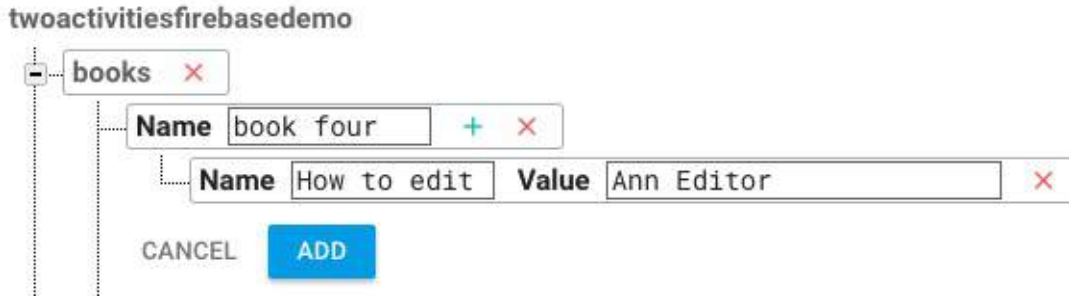 twoactivitiesfirebasedemo
books
Name book four
Name How to edit Value Ann Editor
CANCEL ADD